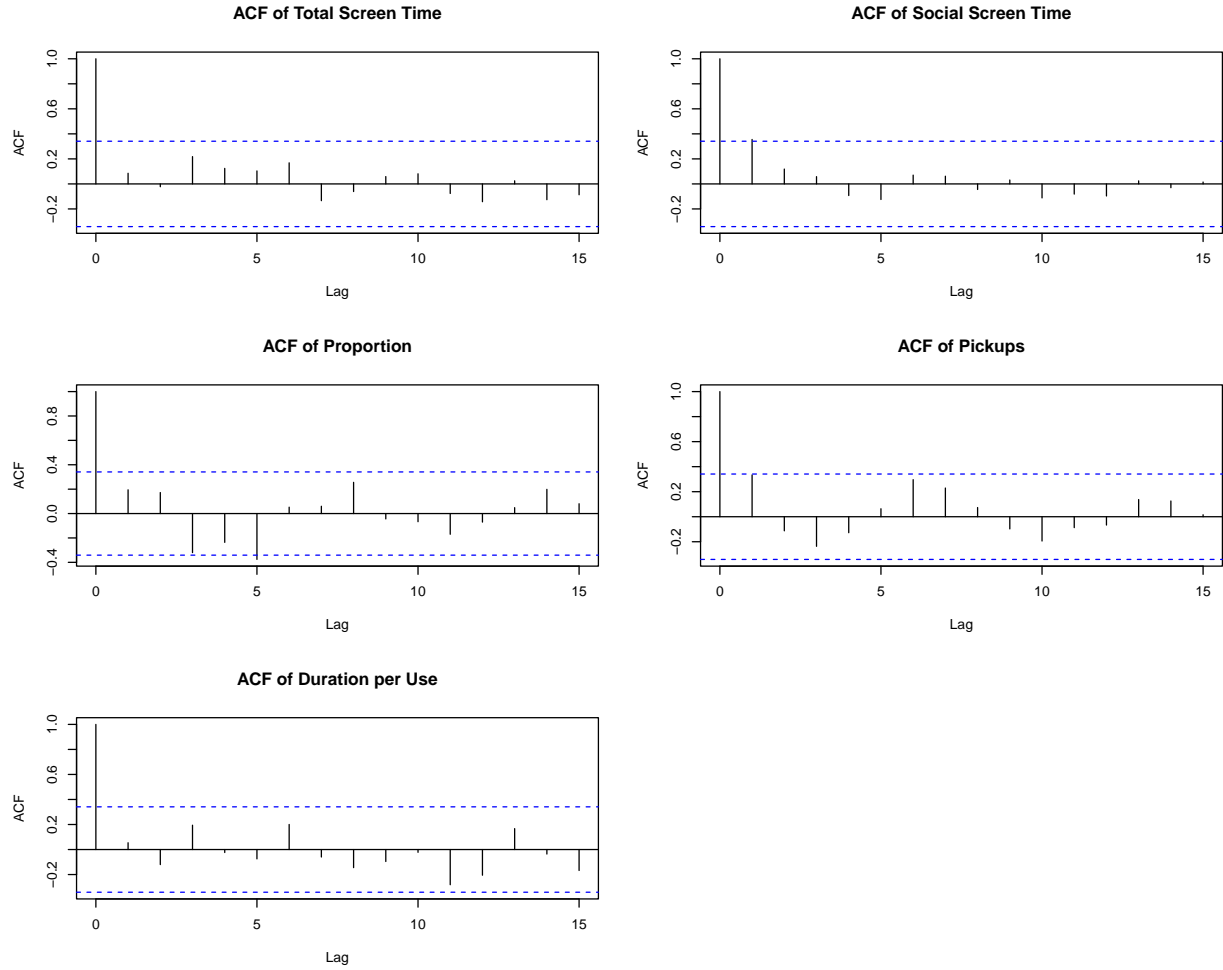 ACF of Total Screen Time
ACF
1.0
0.6
0.2
−0.2
0 5 10 15
Lag
ACF of Social Screen Time
ACF
1.0
0.6
0.2
−0.2
0 5 10 15
Lag
ACF of Proportion
ACF
0.8
0.4
0.0
−0.4
0 5 10 15
Lag
ACF of Pickups
ACF
1.0
0.6
0.2
−0.2
0 5 10 15
Lag
ACF of Duration per Use
ACF
1.0
0.6
0.2
−0.2
0 5 10 15
Lag